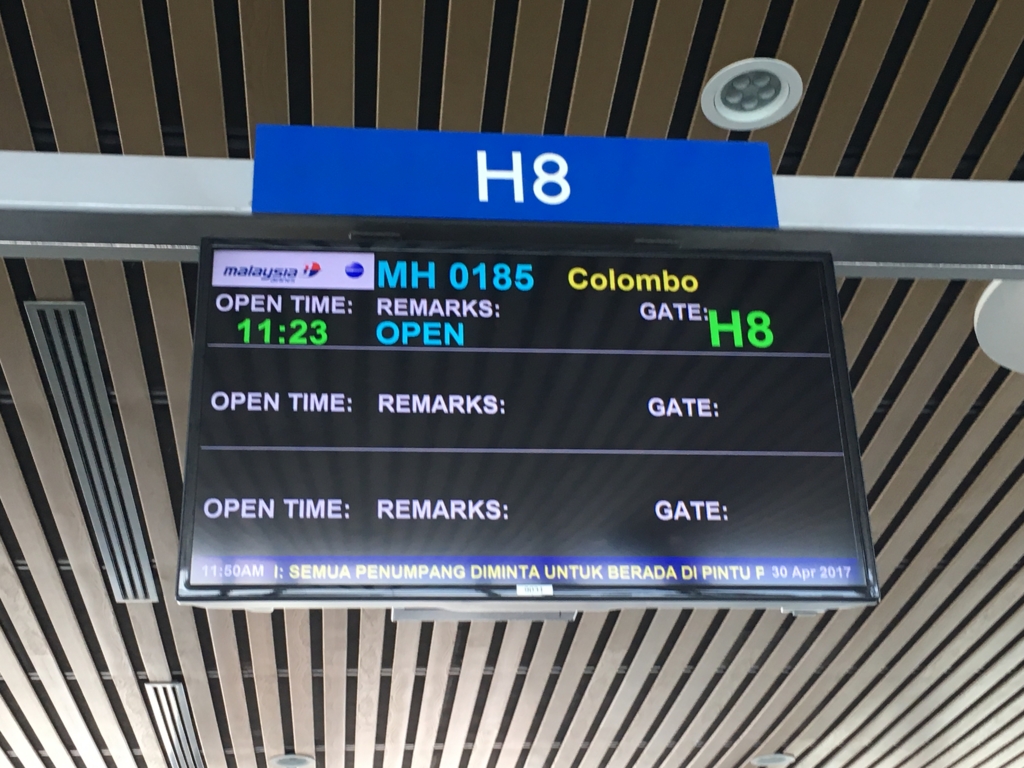 H8
malaysia MH 0185 Colombo
OPEN TIME: REMARKS: GATE: H8
11:23 OPEN
OPEN TIME: REMARKS: GATE:
OPEN TIME: REMARKS: GATE:
11:50AM I: SEMUA PENUMPANG DIMINTA UNTUK BERADA DI PINTU P 30 Apr 2017